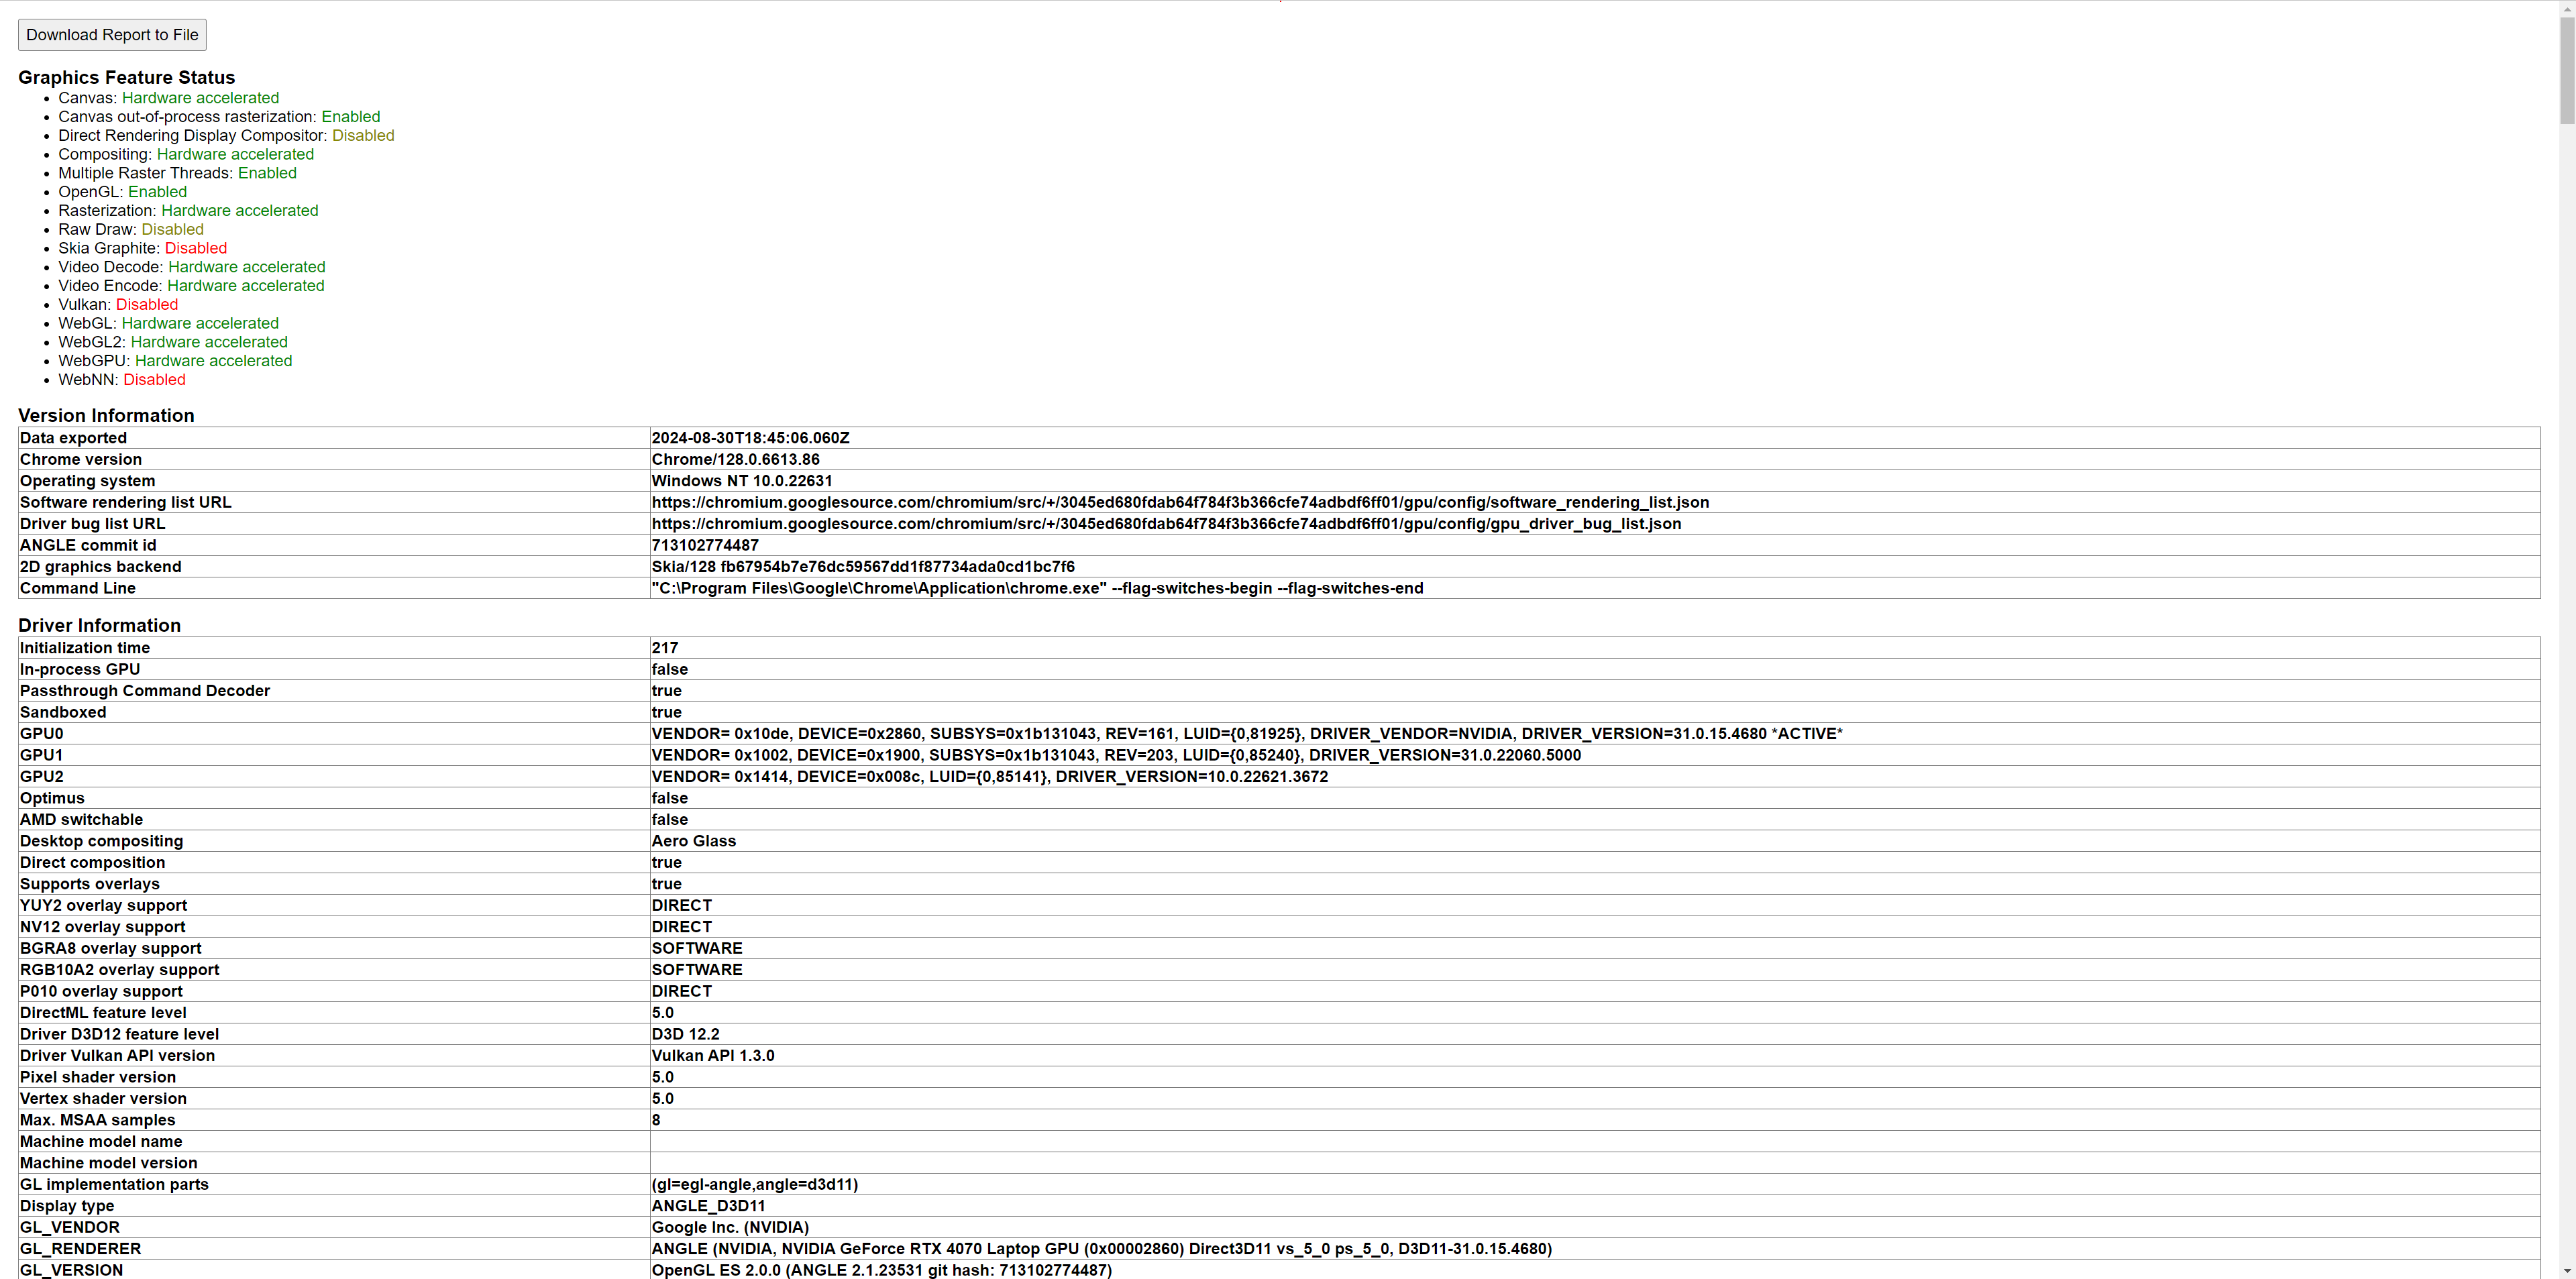 Download Report to File
Graphics Feature Status
Canvas: Hardware accelerated
Canvas out-of-process rasterization: Enabled
Direct Rendering Display Compositor: Disabled
Compositing: Hardware accelerated
Multiple Raster Threads: Enabled
OpenGL: Enabled
Rasterization: Hardware accelerated
Raw Draw: Disabled
Skia Graphite: Disabled
Video Decode: Hardware accelerated
Video Encode: Hardware accelerated
Vulkan: Disabled
WebGL: Hardware accelerated
WebGL2: Hardware accelerated
WebGPU: Hardware accelerated
WebNN: Disabled
Version Information
Data exported 2024-08-30T18:45:06.060Z
Chrome version Chrome/128.0.6613.86
Operating system Windows NT 10.0.22631
Software rendering list URL https://chromium.googlesource.com/chromium/src/+/3045ed680fdab64f784f3b366cfe74adbdf6ff01/gpu/config/software_rendering_list.json
Driver bug list URL https://chromium.googlesource.com/chromium/src/+/3045ed680fdab64f784f3b366cfe74adbdf6ff01/gpu/config/gpu_driver_bug_list.json
ANGLE commit id 713102774487
2D graphics backend Skia/128 fb67954b7e76dc59567dd1f87734ada0cd1bc7f6
Command Line "C:\Program Files\Google\Chrome\Application\chrome.exe" --flag-switches-begin --flag-switches-end
Driver Information
Initialization time 217
In-process GPU false
Passthrough Command Decoder true
Sandboxed true
GPU0 VENDOR= 0x10de, DEVICE=0x2860, SUBSYS=0x1b131043, REV=161, LUID={0,81925}, DRIVER_VENDOR=NVIDIA, DRIVER_VERSION=31.0.15.4680 *ACTIVE*
GPU1 VENDOR= 0x1002, DEVICE=0x1900, SUBSYS=0x1b131043, REV=203, LUID={0,85240}, DRIVER_VERSION=31.0.22060.5000
GPU2 VENDOR= 0x1414, DEVICE=0x008c, LUID={0,85141}, DRIVER_VERSION=10.0.22621.3672
Optimus false
AMD switchable false
Desktop compositing Aero Glass
Direct composition true
Supports overlays true
YUY2 overlay support DIRECT
NV12 overlay support DIRECT
BGRA8 overlay support SOFTWARE
RGB10A2 overlay support SOFTWARE
P010 overlay support DIRECT
DirectML feature level 5.0
Driver D3D12 feature level D3D 12.2
Driver Vulkan API version Vulkan API 1.3.0
Pixel shader version 5.0
Vertex shader version 5.0
Max. MSAA samples 8
Machine model name
Machine model version
GL implementation parts (gl=egl-angle,angle=d3d11)
Display type ANGLE_D3D11
GL_VENDOR Google Inc. (NVIDIA)
GL_RENDERER ANGLE (NVIDIA, NVIDIA GeForce RTX 4070 Laptop GPU (0x00002860) Direct3D11 vs_5_0 ps_5_0, D3D11-31.0.15.4680)
GL_VERSION OpenGL ES 2.0.0 (ANGLE 2.1.23531 git hash: 713102774487)